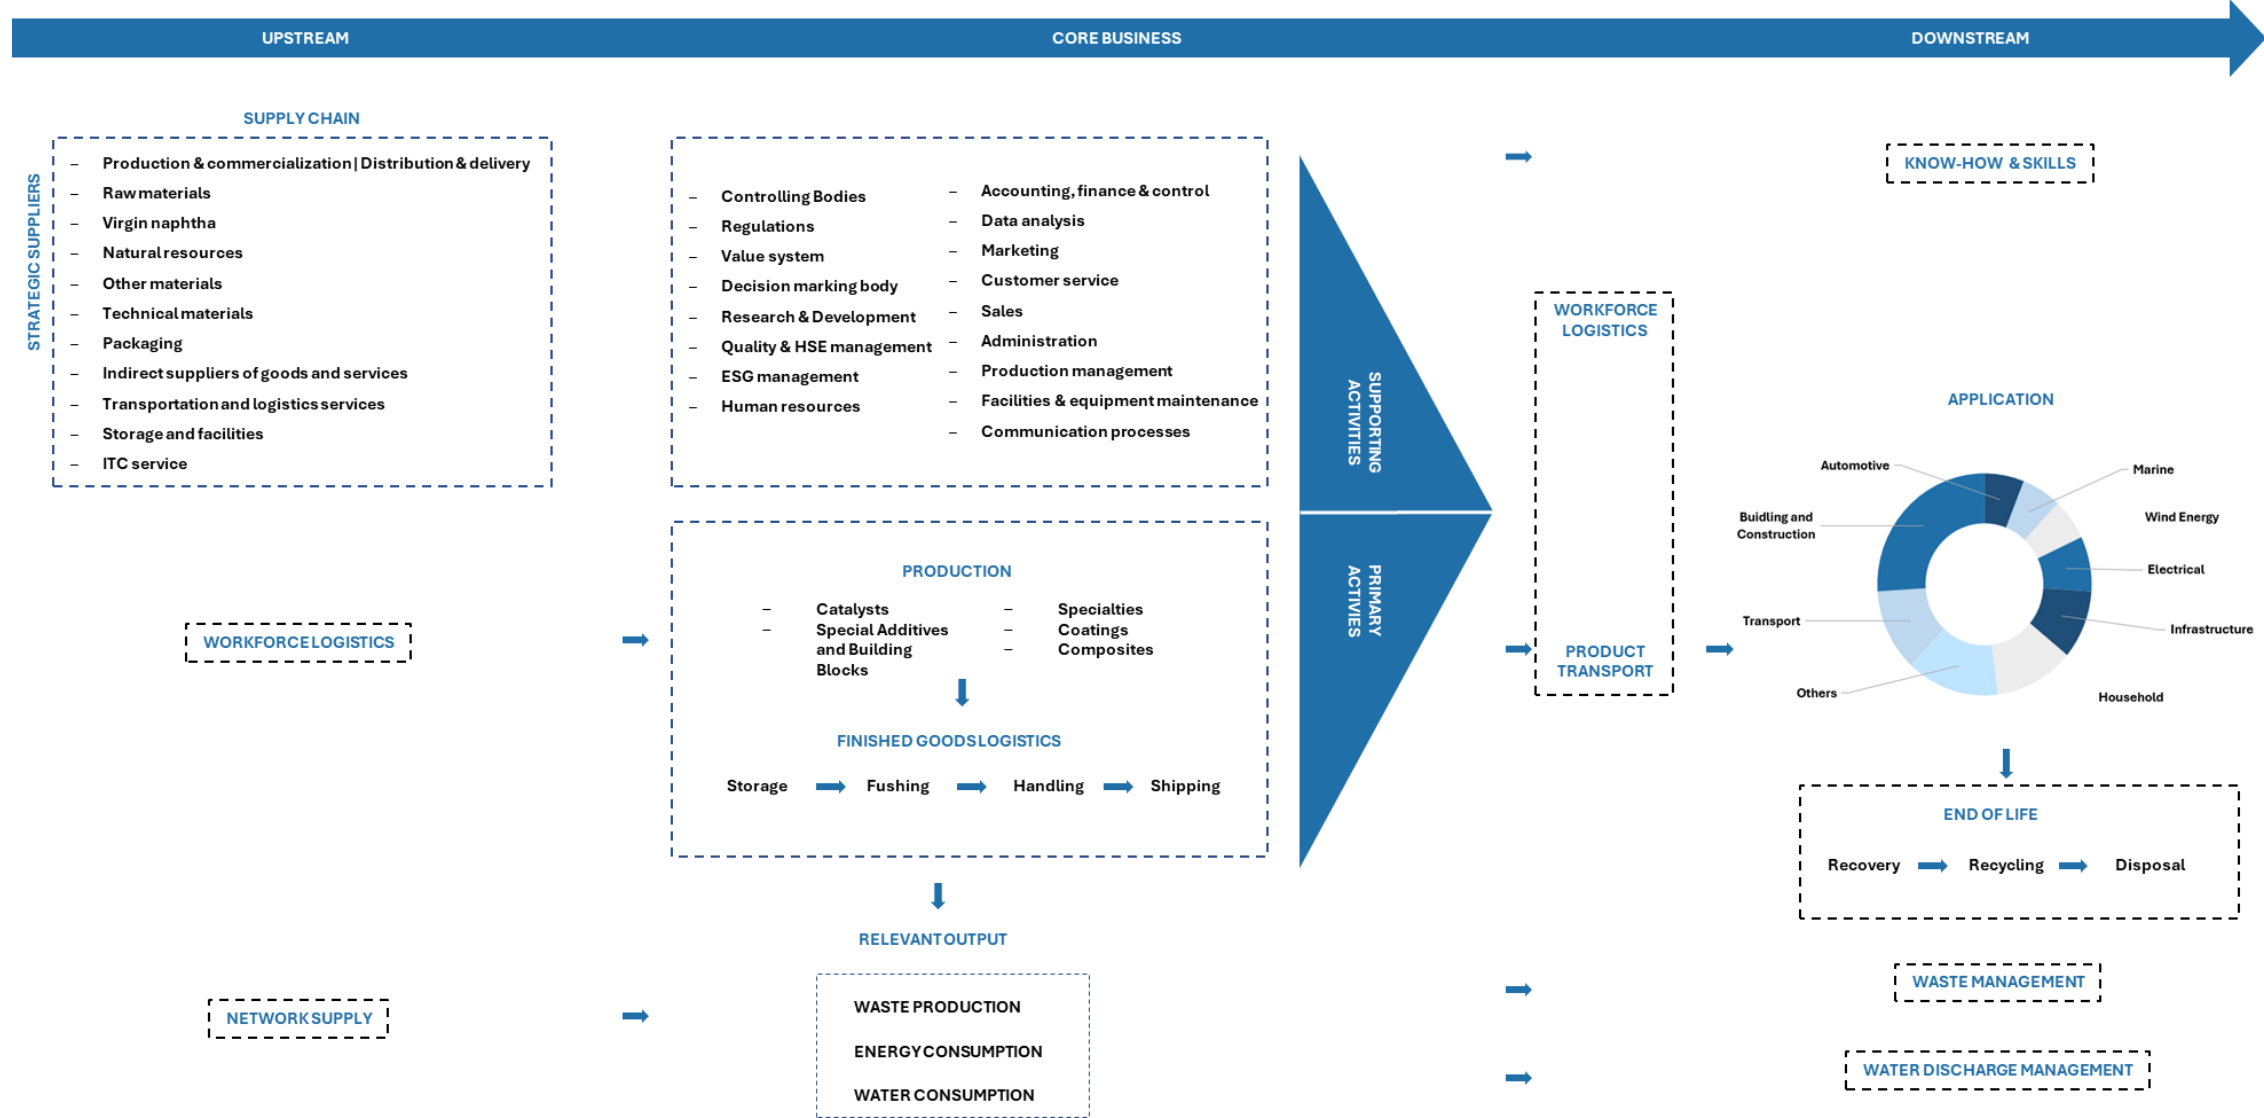 UPSTREAM
CORE BUSINESS
DOWNSTREAM
SUPPLY CHAIN
STRATEGIC SUPPLIERS
– Production & commercialization | Distribution & delivery
– Raw materials
– Virgin naphtha
– Natural resources
– Other materials
– Technical materials
– Packaging
– Indirect suppliers of goods and services
– Transportation and logistics services
– Storage and facilities
– ITC service
WORKFORCE LOGISTICS
NETWORK SUPPLY
– Controlling Bodies
– Regulations
– Value system
– Decision marking body
– Research & Development
– Quality & HSE management
– ESG management
– Human resources
– Accounting, finance & control
– Data analysis
– Marketing
– Customer service
– Sales
– Administration
– Production management
– Facilities & equipment maintenance
– Communication processes
PRODUCTION
– Catalysts
– Special Additives
and Building
Blocks
– Specialties
– Coatings
– Composites
FINISHED GOODS LOGISTICS
Storage
Fushing
Handling
Shipping
RELEVANT OUTPUT
WASTE PRODUCTION
ENERGY CONSUMPTION
WATER CONSUMPTION
SUPPORTING
ACTIVITIES
PRIMARY
ACTIVIES
KNOW-HOW & SKILLS
WORKFORCE
LOGISTICS
PRODUCT
TRANSPORT
APPLICATION
Automotive
Marine
Buidling and
Construction
Wind Energy
Electrical
Transport
Infrastructure
Others
Household
END OF LIFE
Recovery
Recycling
Disposal
WASTE MANAGEMENT
WATER DISCHARGE MANAGEMENT